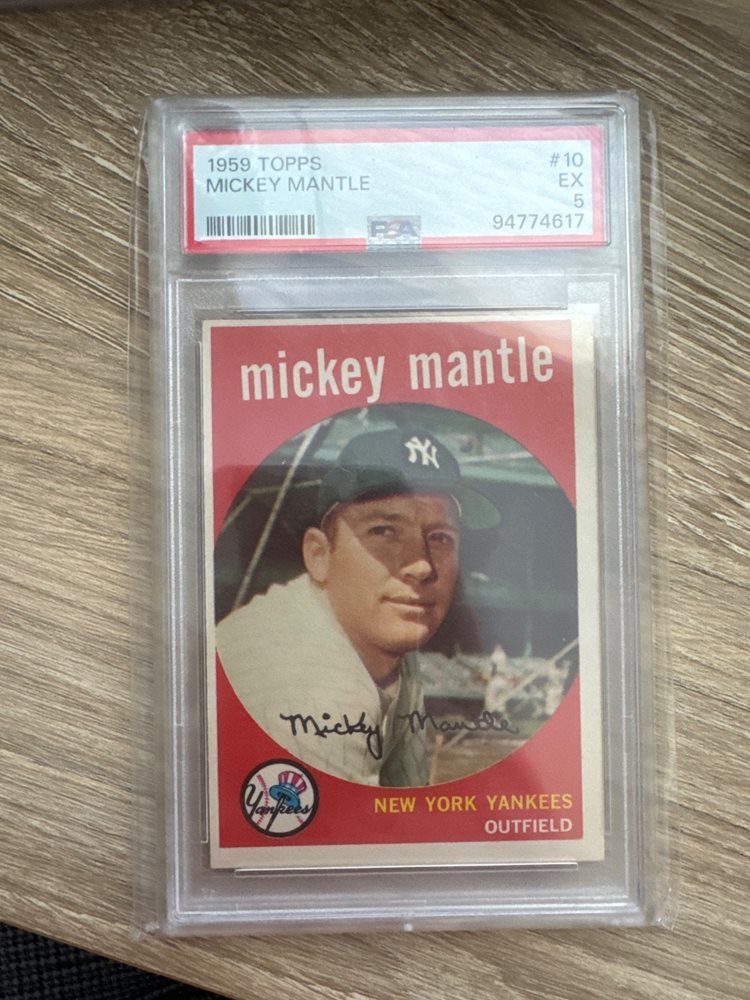 1959 TOPPS #10
MICKEY MANTLE EX
5
PSA 94774617
mickey mantle
NY
Mickey Mantle
Yankees
NEW YORK YANKEES
OUTFIELD